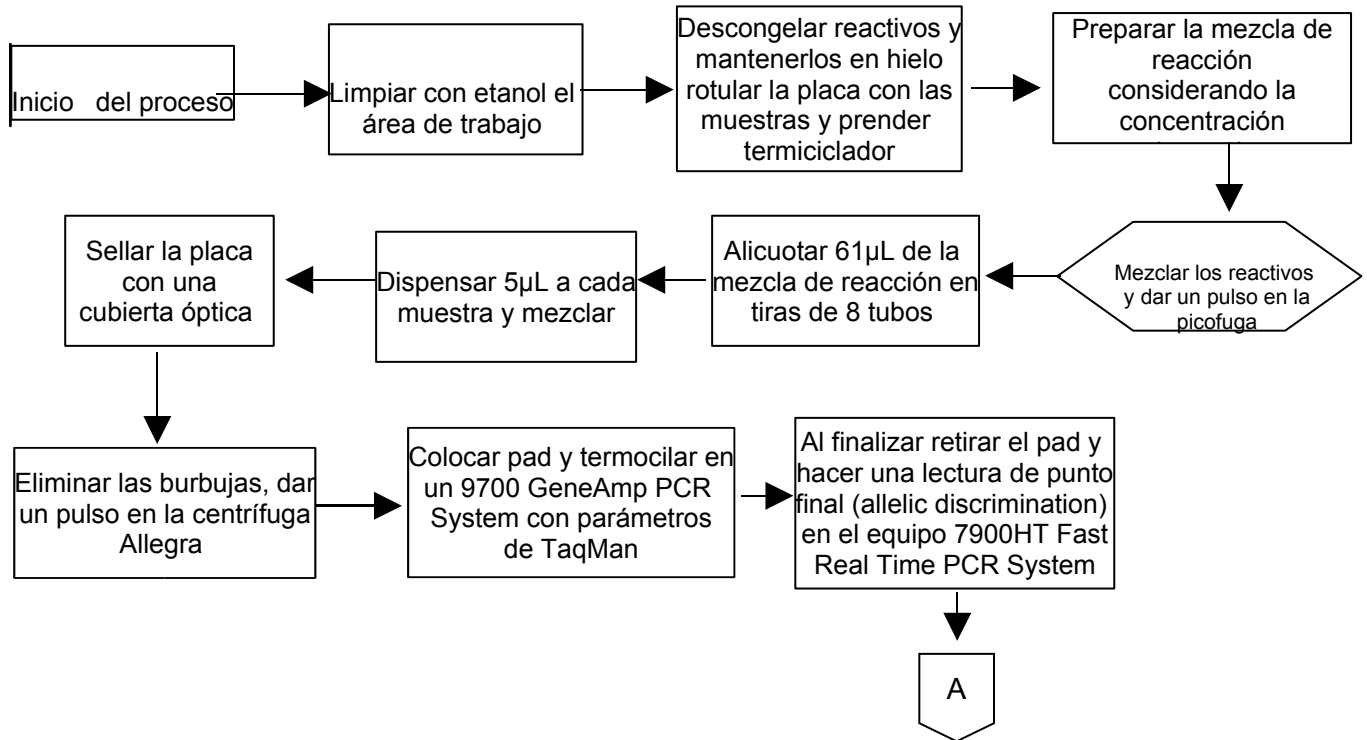 Inicio del proceso
Limpiar con etanol el
área de trabajo
Descongelar reactivos y
mantenerlos en hielo
rotular la placa con las
muestras y prender
termiciclador
Preparar la mezcla de
reacción
considerando la
concentración
Mezclar los reactivos
y dar un pulso en la
picofuga
Alicuotar 61µL de la
mezcla de reacción en
tiras de 8 tubos
Dispensar 5µL a cada
muestra y mezclar
Sellar la placa
con una
cubierta óptica
Eliminar las burbujas, dar
un pulso en la centrífuga
Allegra
Colocar pad y termocilar en
un 9700 GeneAmp PCR
System con parámetros
de TaqMan
Al finalizar retirar el pad y
hacer una lectura de punto
final (allelic discrimination)
en el equipo 7900HT Fast
Real Time PCR System
A